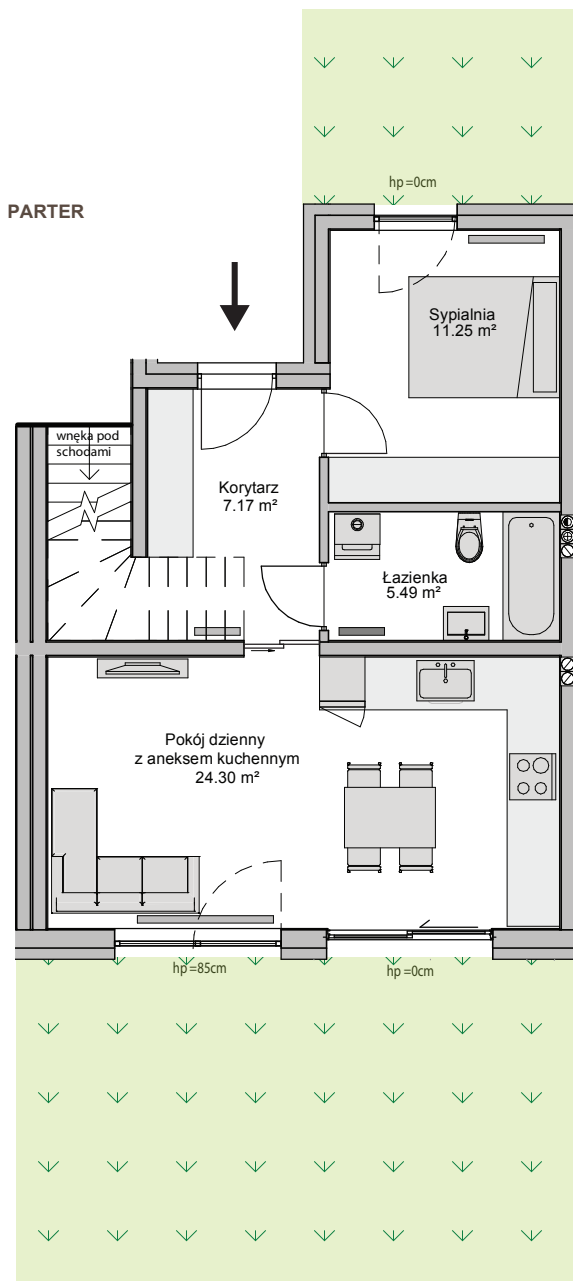 hp=0cm
PARTER
Sypialnia
11.25 m²
wnęka pod
schodami
Korytarz
7.17 m²
Łazienka
5.49 m²
Pokój dzienny
z aneksem kuchennym
24.30 m²
hp=85cm
hp=0cm